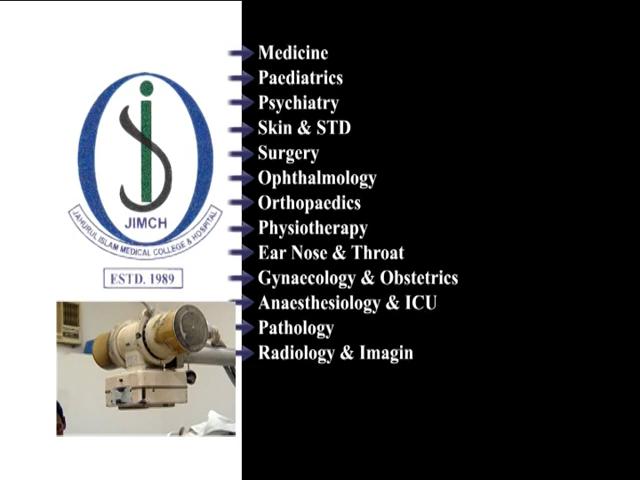 JIMCH
JAHURUL ISLAM MEDICAL COLLEGE & HOSPITAL
ESTD. 1989
Medicine
Paediatrics
Psychiatry
Skin & STD
Surgery
Ophthalmology
Orthopaedics
Physiotherapy
Ear Nose & Throat
Gynaecology & Obstetrics
Anaesthesiology & ICU
Pathology
Radiology & Imagin